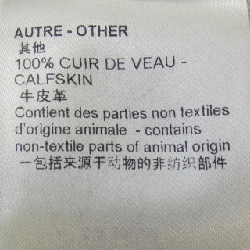 AUTRE - OTHER
其他
100% CUIR DE VEAU -
CALFSKIN
牛皮革
Contient des parties non textiles
d'origine animale - contains
non-textile parts of animal origin
一包括来源干动物的非纺织部件